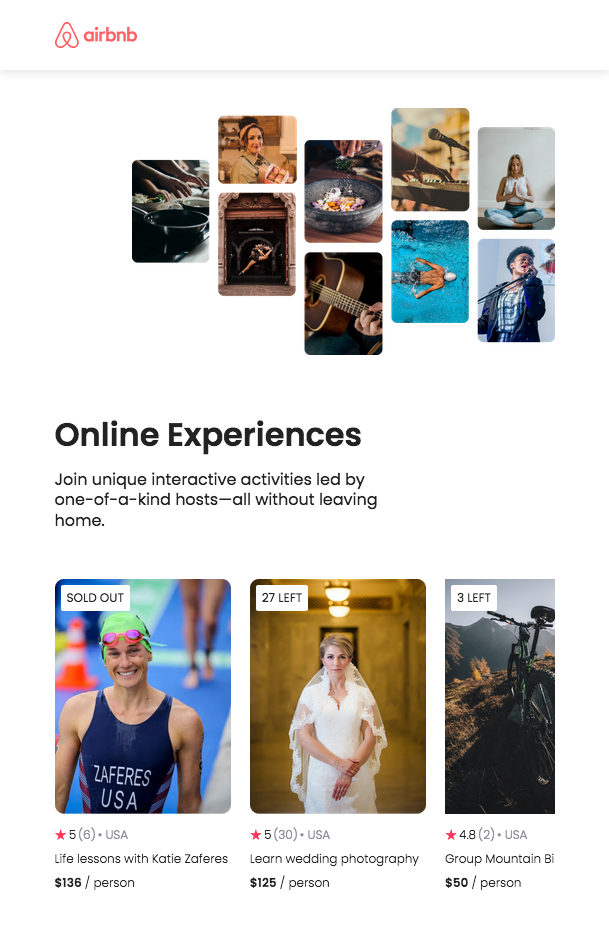 airbnb
Online Experiences
Join unique interactive activities led by
one-of-a-kind hosts—all without leaving
home.
SOLD OUT
27 LEFT
3 LEFT
ZAFERES
USA
5 (6) • USA
5 (30) • USA
4.8 (2) • USA
Life lessons with Katie Zaferes
Learn wedding photography
Group Mountain Bi
$136 / person
$125 / person
$50 / person